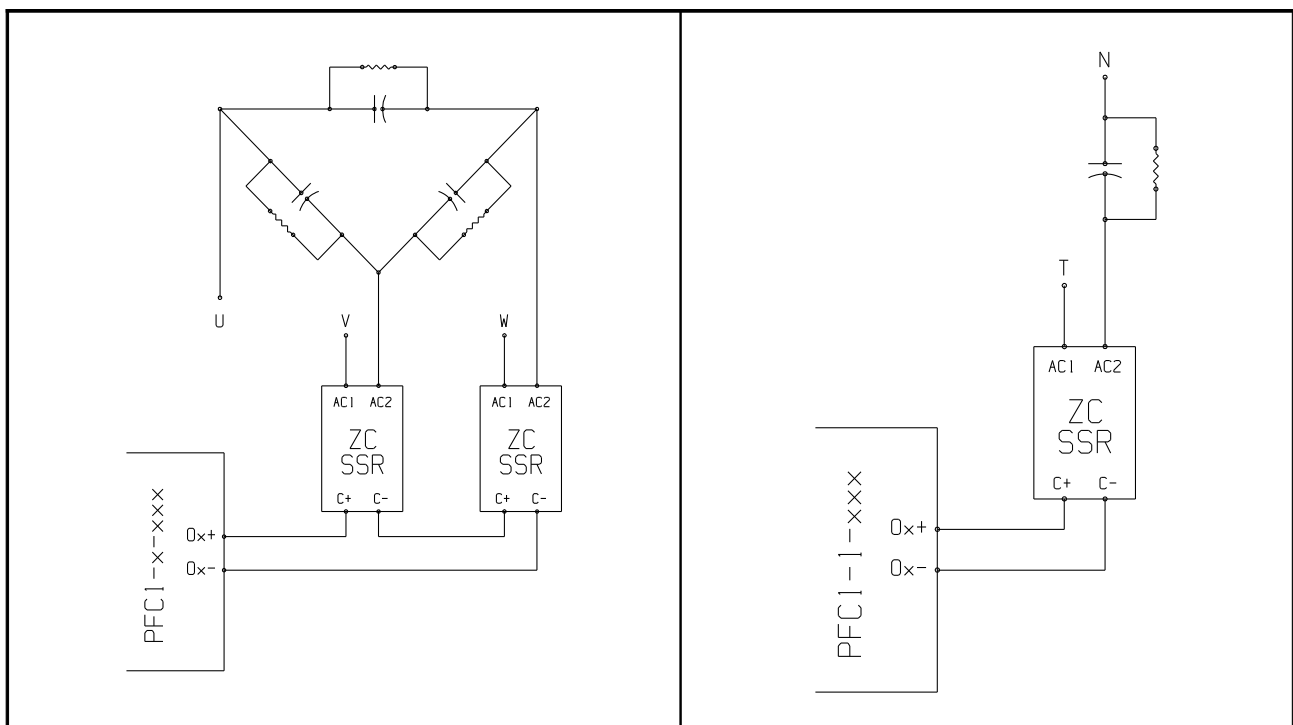 U
V
W
AC1 AC2
ZC
SSR
C+ C-
AC1 AC2
ZC
SSR
C+ C-
PFC1-x-xxx
Ox+
Ox-
N
T
AC1 AC2
ZC
SSR
C+ C-
PFC1-1-xxx
Ox+
Ox-